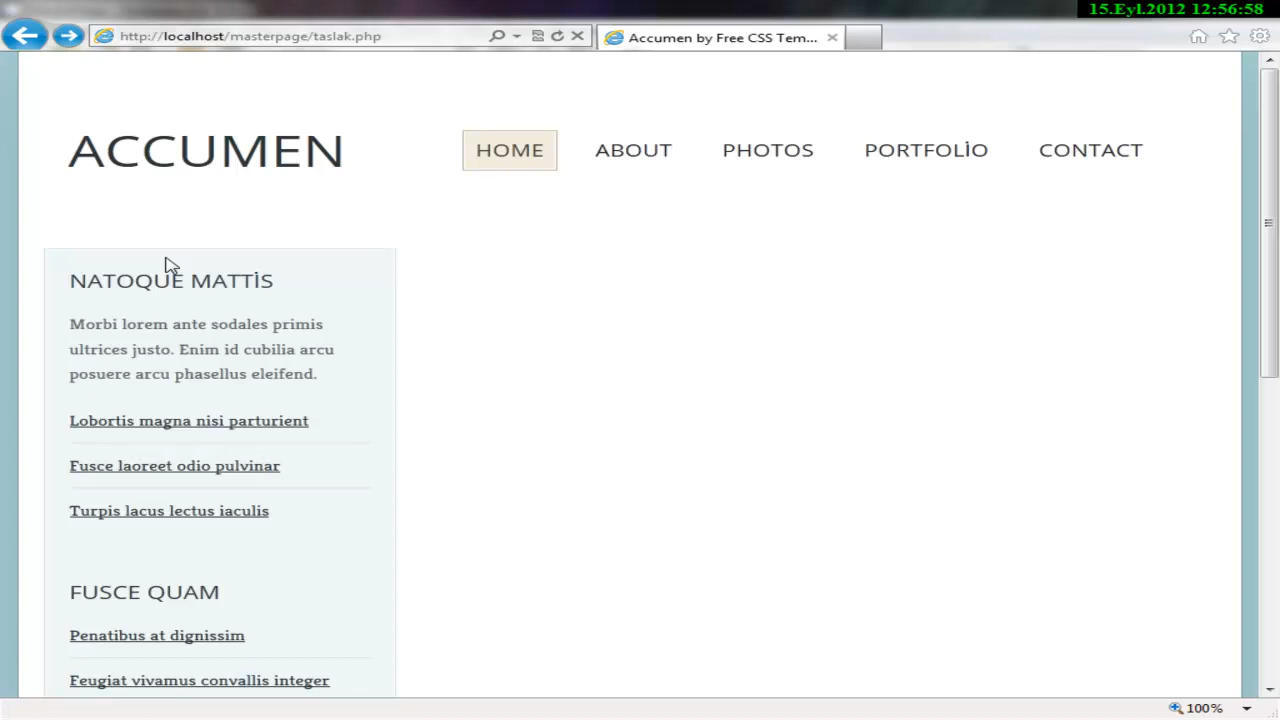 15.Eyl.2012 12:56:58
http://localhost/masterpage/taslak.php
Accumen by Free CSS Tem...
ACCUMEN
HOME ABOUT PHOTOS PORTFOLİO CONTACT
NATOQUE MATTİS
Morbi lorem ante sodales primis
ultrices justo. Enim id cubilia arcu
posuere arcu phasellus eleifend.
Lobortis magna nisi parturient
Fusce laoreet odio pulvinar
Turpis lacus lectus iaculis
FUSCE QUAM
Penatibus at dignissim
Feugiat vivamus convallis integer
100%